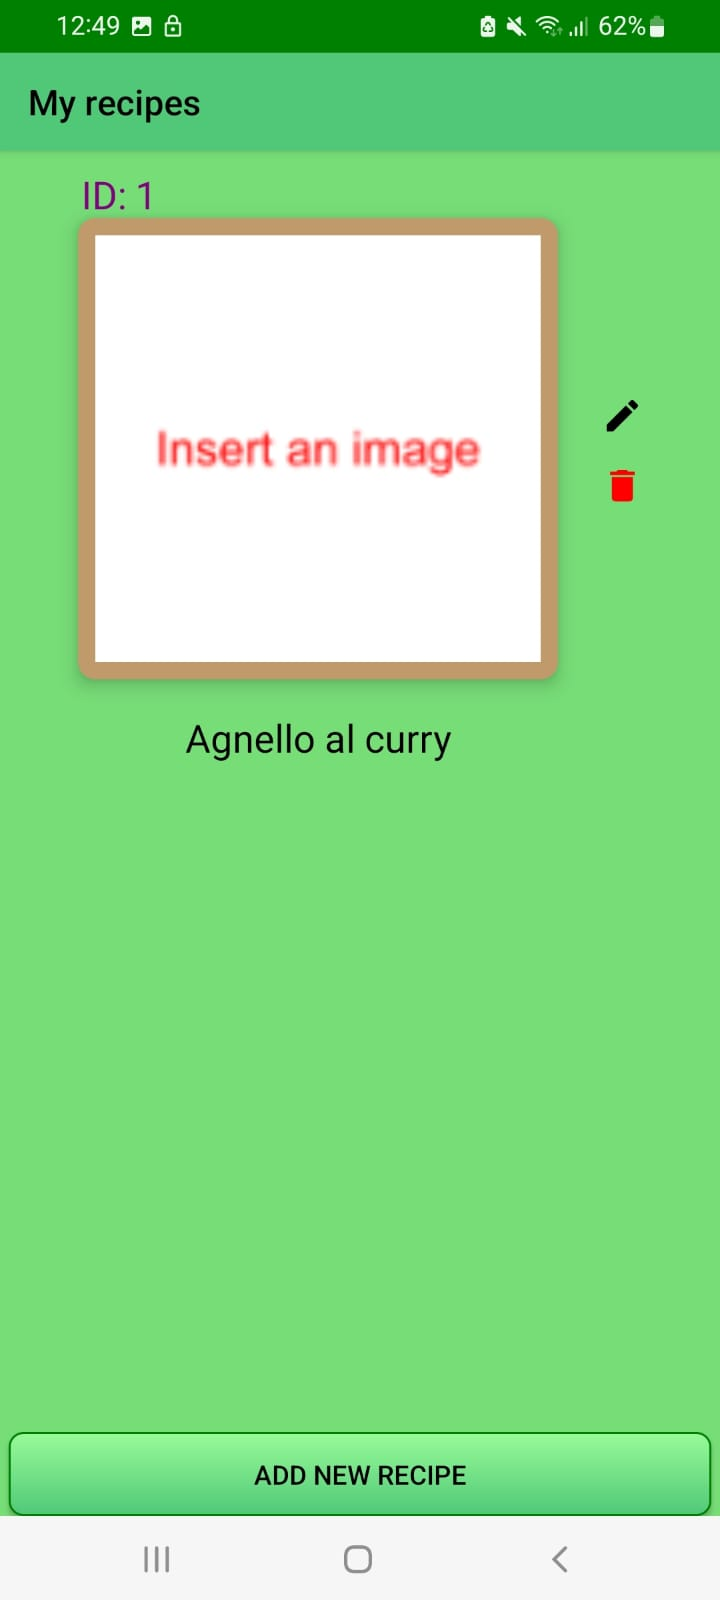 12:49 62%
My recipes
ID: 1
Insert an image
Agnello al curry
ADD NEW RECIPE